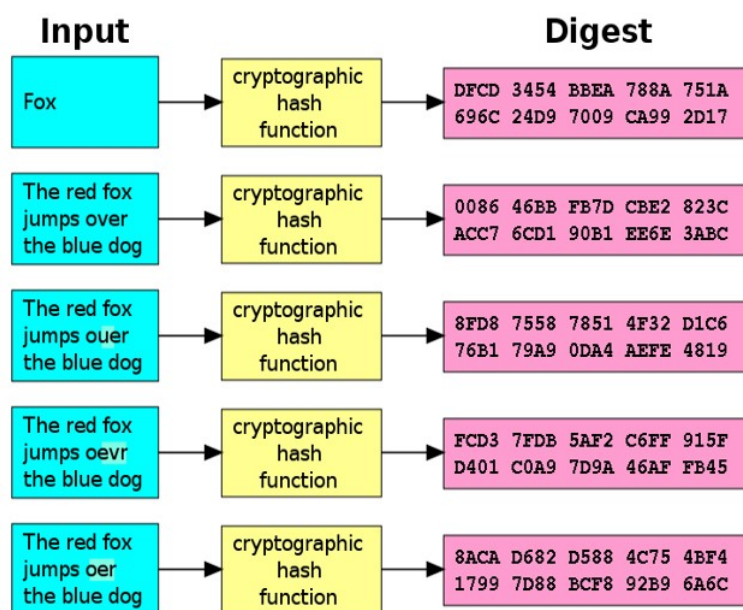 Input
Digest
Fox
cryptographic
hash
function
DFCD 3454 BBEA 788A 751A
696C 24D9 7009 CA99 2D17
The red fox
jumps over
the blue dog
cryptographic
hash
function
0086 46BB FB7D CBE2 823C
ACC7 6CD1 90B1 EE6E 3ABC
The red fox
jumps ouer
the blue dog
cryptographic
hash
function
8FD8 7558 7851 4F32 D1C6
76B1 79A9 0DA4 AEFE 4819
The red fox
jumps oevr
the blue dog
cryptographic
hash
function
FCD3 7FDB 5AF2 C6FF 915F
D401 C0A9 7D9A 46AF FB45
The red fox
jumps oer
the blue dog
cryptographic
hash
function
8ACA D682 D588 4C75 4BF4
1799 7D88 BCF8 92B9 6A6C